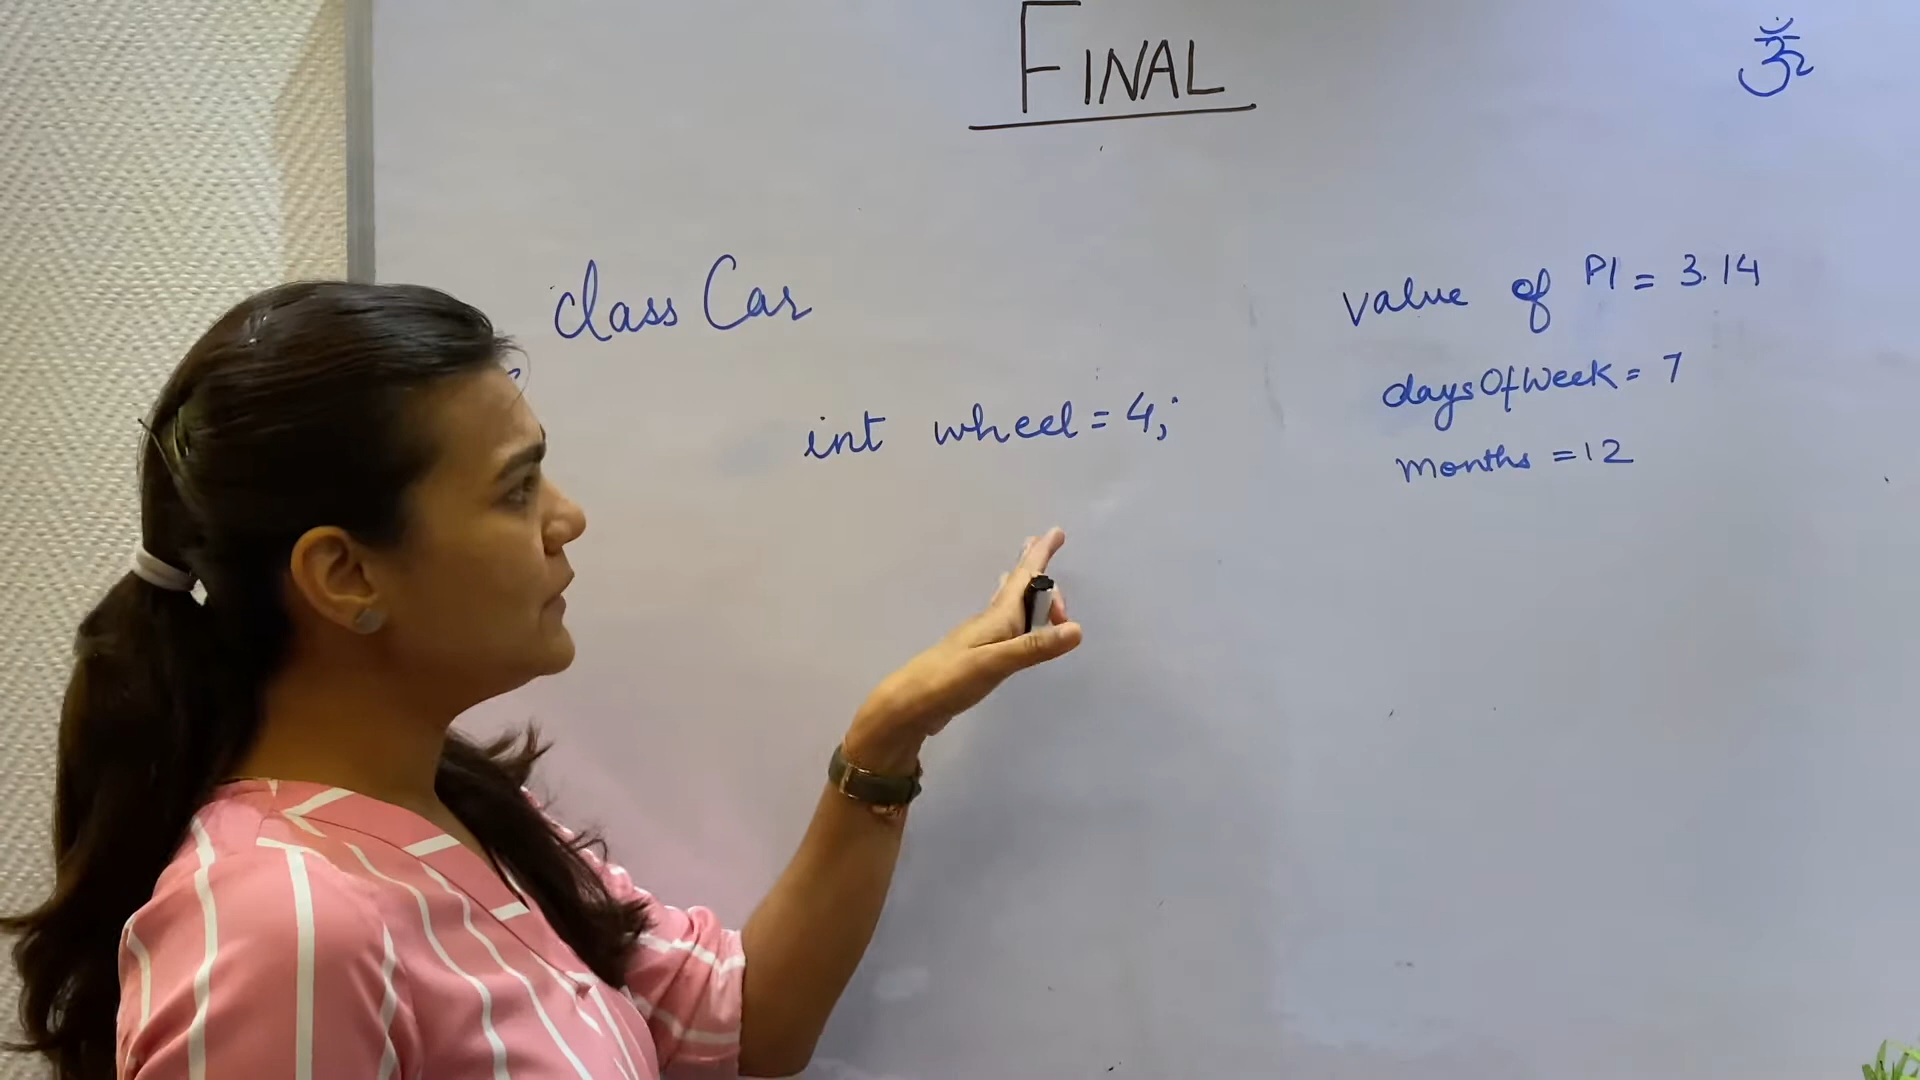 FINAL
ॐ
class Car
int wheel = 4;
value of PI = 3.14
daysOfWeek = 7
months = 12